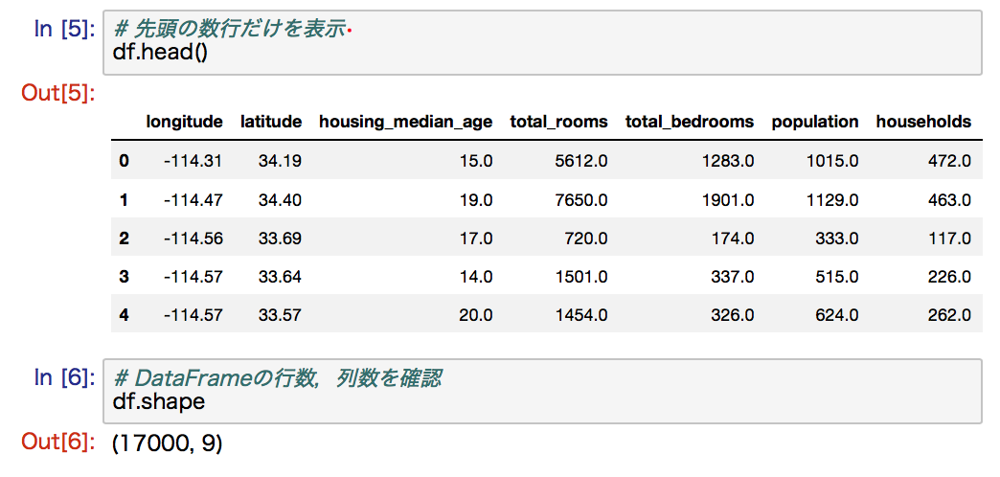 In [5]: # 先頭の数行だけを表示
df.head()
Out[5]:
longitude latitude housing_median_age total_rooms total_bedrooms population households
0 -114.31 34.19 15.0 5612.0 1283.0 1015.0 472.0
1 -114.47 34.40 19.0 7650.0 1901.0 1129.0 463.0
2 -114.56 33.69 17.0 720.0 174.0 333.0 117.0
3 -114.57 33.64 14.0 1501.0 337.0 515.0 226.0
4 -114.57 33.57 20.0 1454.0 326.0 624.0 262.0
In [6]: # DataFrameの行数，列数を確認
df.shape
Out[6]: (17000, 9)